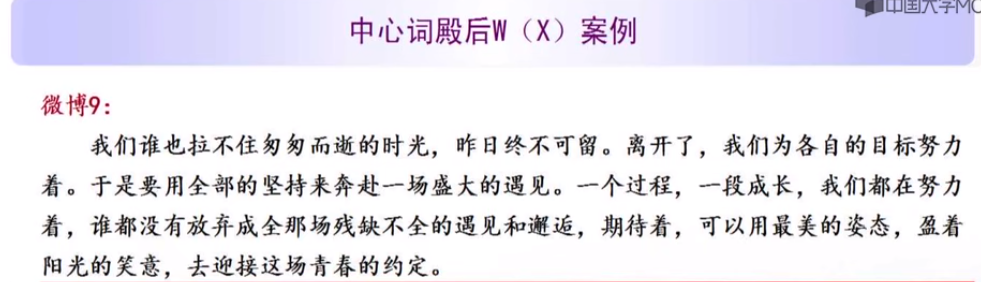 中国大学MO
中心词殿后W（X）案例
微博9：
我们谁也拉不住匆匆而逝的时光，昨日终不可留。离开了，我们为各自的目标努力
着。于是要用全部的坚持来奔赴一场盛大的遇见。一个过程，一段成长，我们都在努力
着，谁都没有放弃成全那场残缺不全的遇见和邂逅，期待着，可以用最美的姿态，盈着
阳光的笑意，去迎接这场青春的约定。